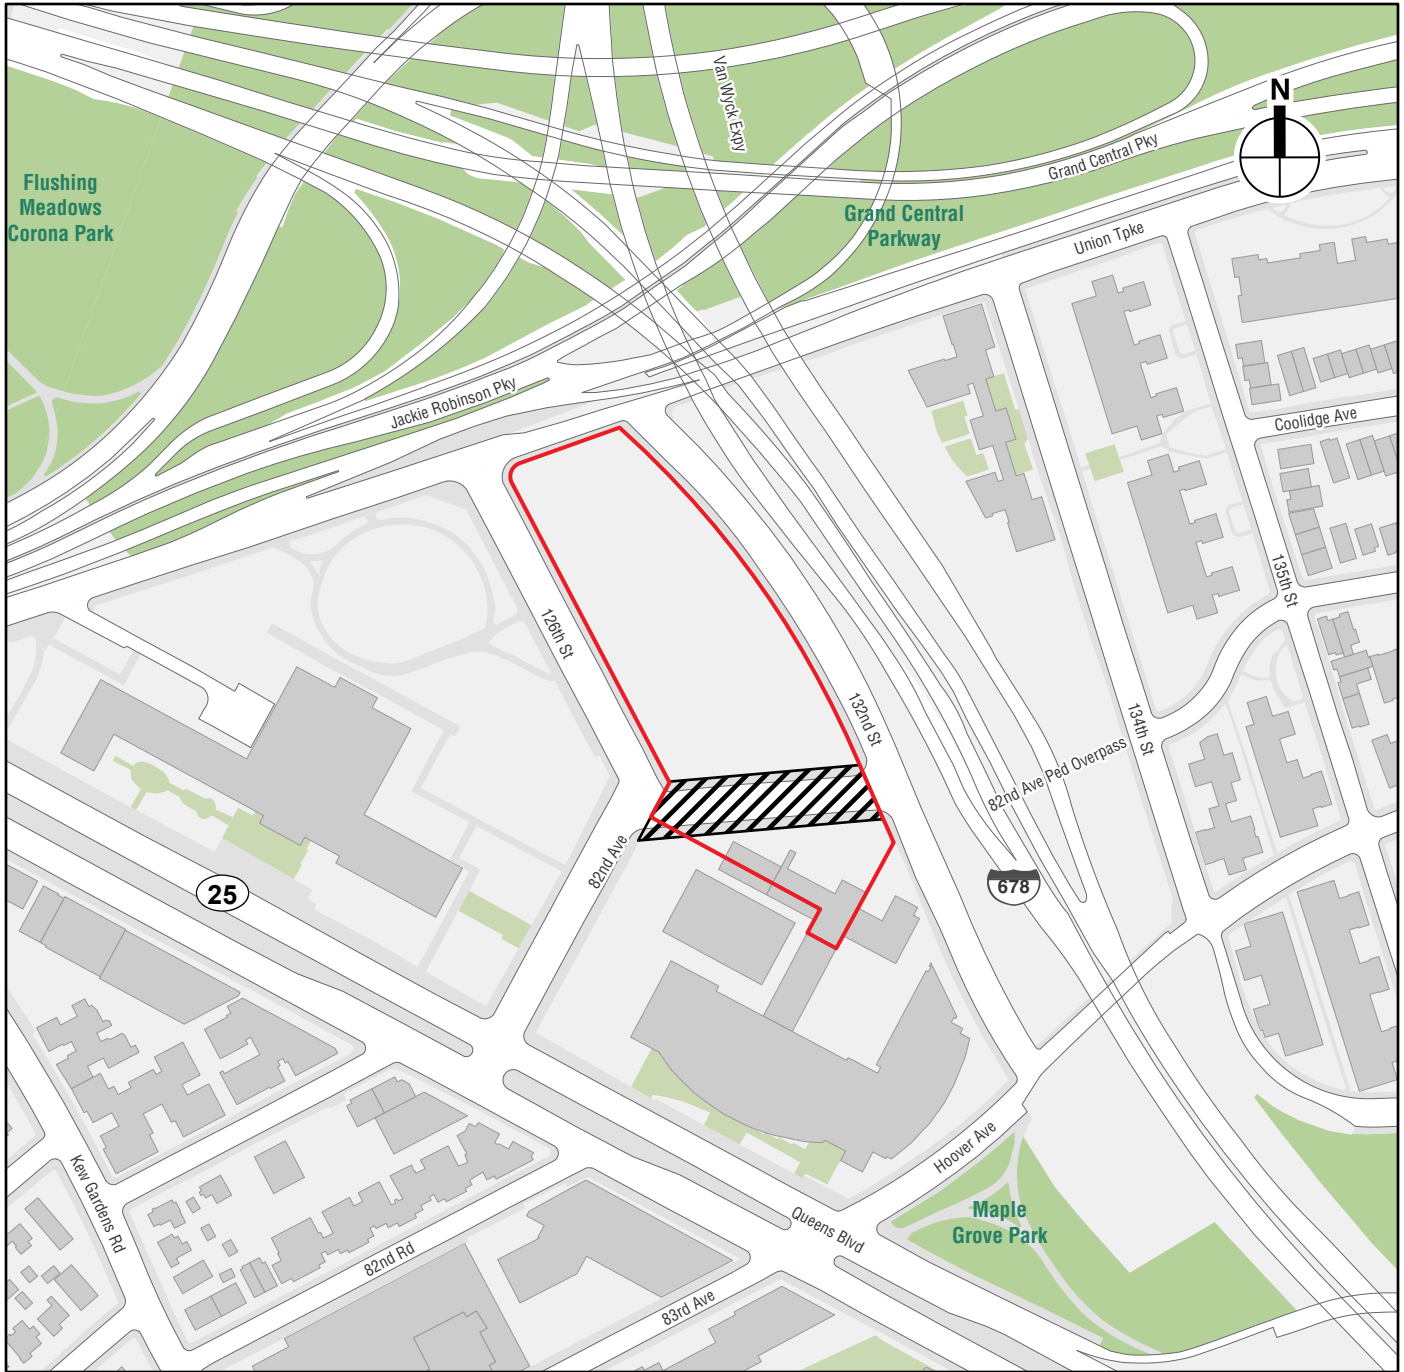 Van Wyck Expy
N
Grand Central Pky
Flushing
Meadows
Corona Park
Grand Central
Parkway
Union Tpke
Jackie Robinson Pky
Coolidge Ave
126th St
135th St
132nd St
134th St
82nd Ave Ped Overpass
82nd Ave
25
678
Hoover Ave
Kew Gardens Rd
Maple
Grove Park
Queens Blvd
82nd Rd
83rd Ave